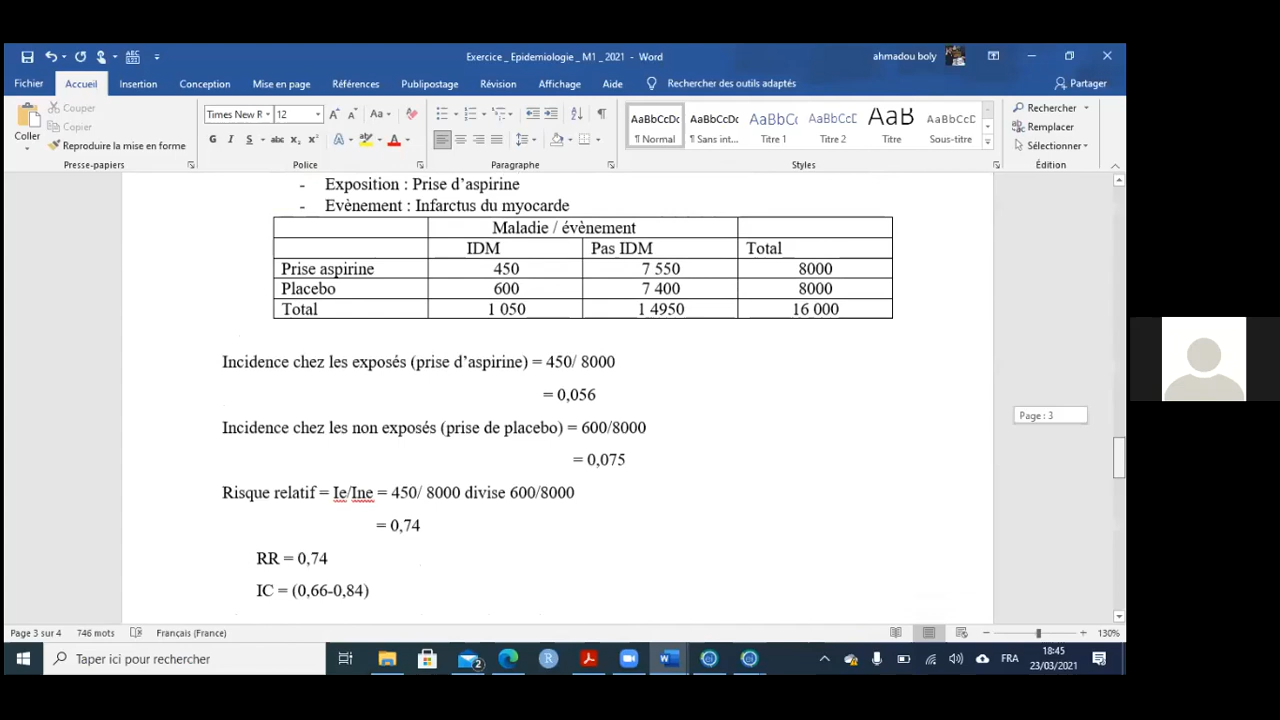 Exercice _ Epidemiologie _ M1 _ 2021 - Word
ahmadou boly
Fichier Accueil Insertion Conception Mise en page Références Publipostage Révision Affichage Aide Rechercher des outils adaptés Partager
Coller
Couper
Copier
Reproduire la mise en forme
Presse-papiers
Times New R 12
Police
Paragraphe
AaBbCcDc AaBbCcDc AaBbCcD AaBbCcD AaB AaBbCcD
¶ Normal ¶ Sans int... Titre 1 Titre 2 Titre Sous-titre
Styles
Rechercher
Remplacer
Sélectionner
Édition
- Exposition : Prise d’aspirine
- Evènement : Infarctus du myocarde
Maladie / évènement
IDM Pas IDM Total
Prise aspirine 450 7 550 8000
Placebo 600 7 400 8000
Total 1 050 1 4950 16 000
Incidence chez les exposés (prise d’aspirine) = 450/ 8000
= 0,056
Incidence chez les non exposés (prise de placebo) = 600/8000
= 0,075
Risque relatif = Ie/Ine = 450/ 8000 divise 600/8000
= 0,74
RR = 0,74
IC = (0,66-0,84)
Page : 3
Page 3 sur 4 746 mots Français (France) 130%
Taper ici pour rechercher
2
FRA
18:45
23/03/2021